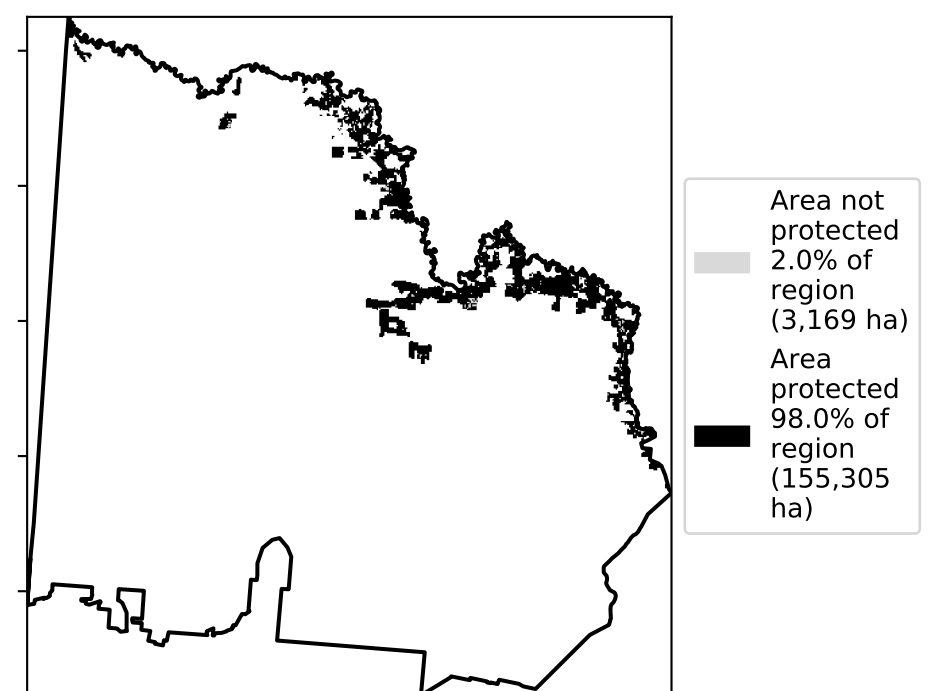 Area not
protected
2.0% of
region
(3,169 ha)
Area
protected
98.0% of
region
(155,305
ha)